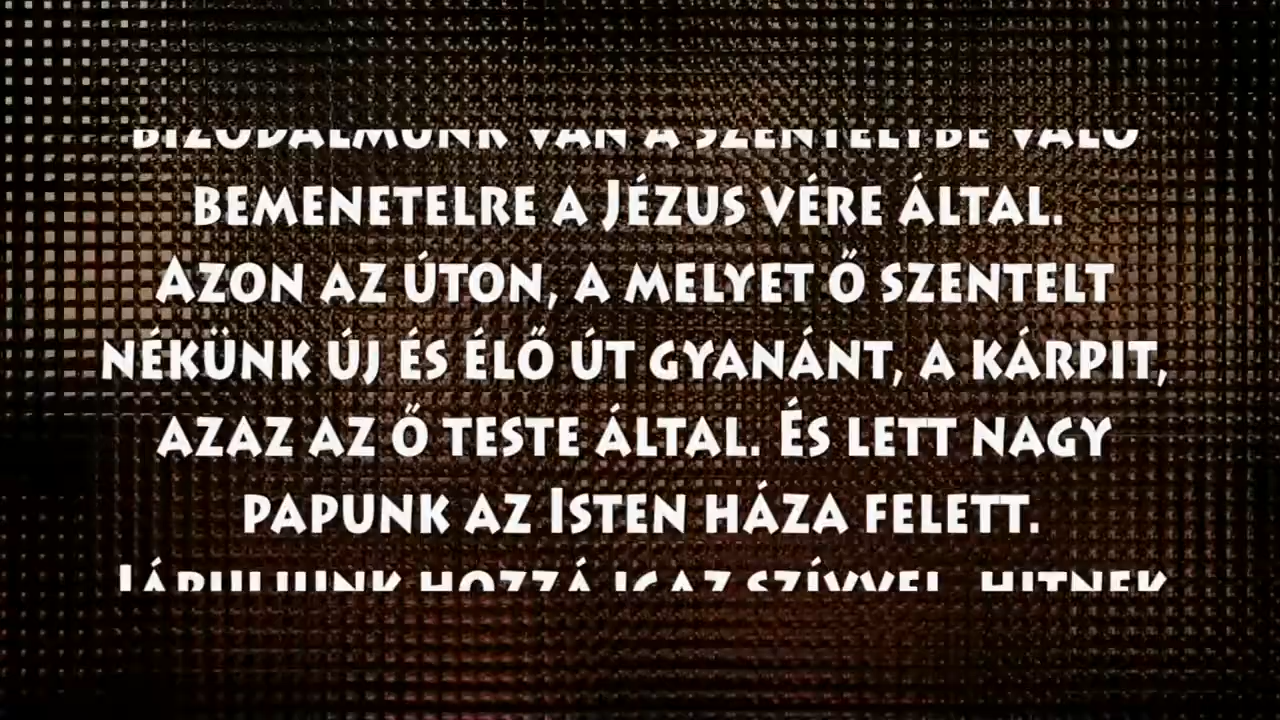 bizodalmunk van a szentélybe való
bemenetelre a Jézus vére által.
Azon az úton, a melyet Ő szentelt
nékünk új és élő út gyanánt, a kárpit,
azaz az Ő teste által. És lett nagy
papunk az Isten háza felett.
Járuljunk hozzá igaz szívvel, hitnek